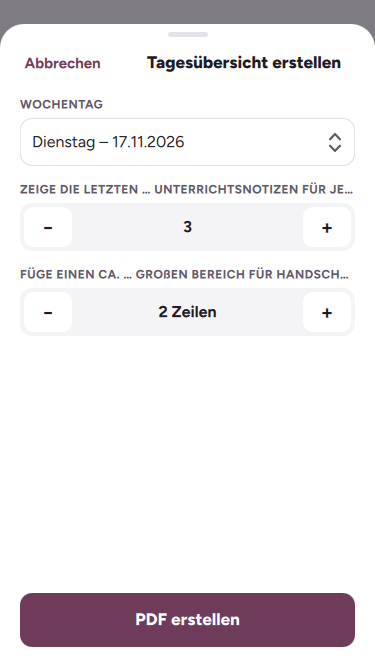 Abbrechen Tagesübersicht erstellen
WOCHENTAG
Dienstag – 17.11.2026
ZEIGE DIE LETZTEN … UNTERRICHTSNOTIZEN FÜR JE…
– 3 +
FÜGE EINEN CA. … GROßEN BEREICH FÜR HANDSCH…
– 2 Zeilen +
PDF erstellen